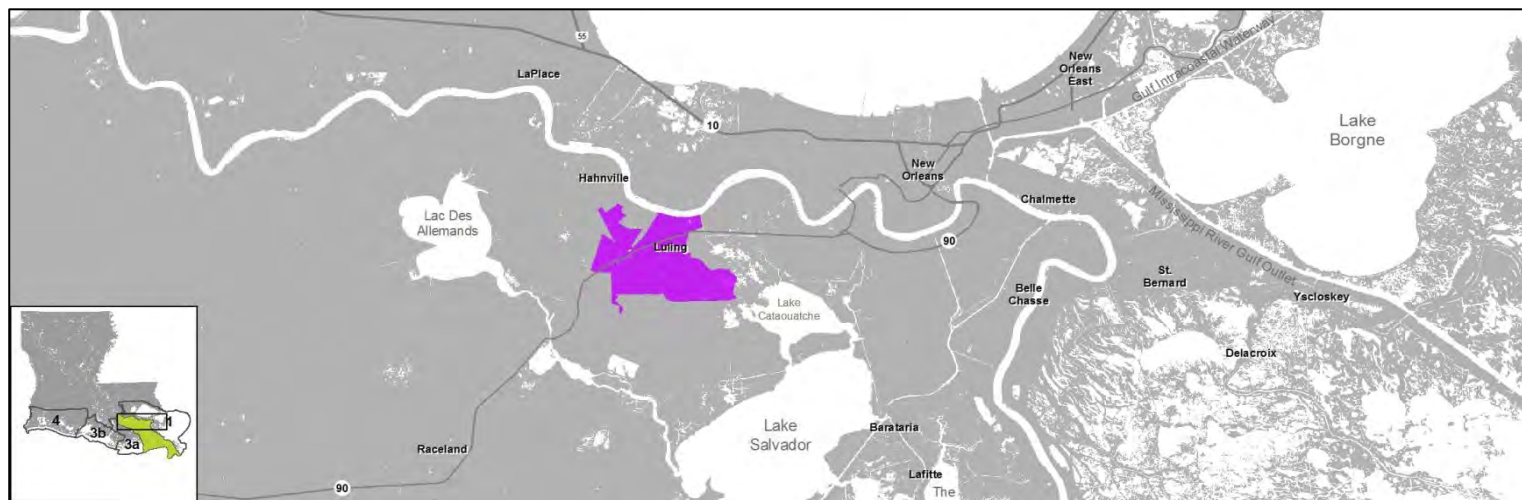 55
LaPlace
New
Orleans
East
Gulf Intracoastal Waterway
Lake
Borgne
10
New
Orleans
Hahnville
Chalmette
Lac Des
Allemands
Luling
90
Mississippi River Gulf Outlet
St.
Bernard
Belle
Chasse
Yscloskey
Lake
Cataouatche
Delacroix
Lake
Salvador
Barataria
Raceland
Lafitte
The
90
4
3b
3a
1